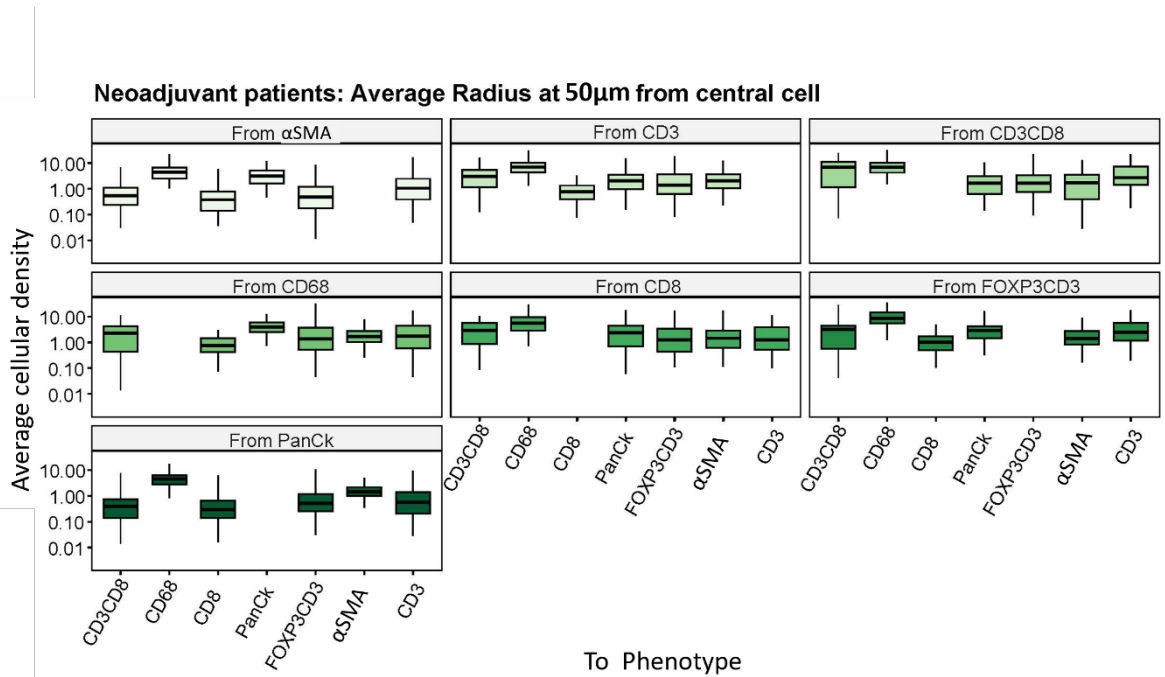 Neoadjuvant patients: Average Radius at 50µm from central cell
Average cellular density
From αSMA
From CD3
From CD3CD8
10.00
1.00
0.10
0.01
From CD68
From CD8
From FOXP3CD3
10.00
1.00
0.10
0.01
From PanCk
10.00
1.00
0.10
0.01
CD3CD8
CD68
CD8
PanCk
FOXP3CD3
αSMA
CD3
CD3CD8
CD68
CD8
PanCk
FOXP3CD3
αSMA
CD3
CD3CD8
CD68
CD8
PanCk
FOXP3CD3
αSMA
CD3
To Phenotype